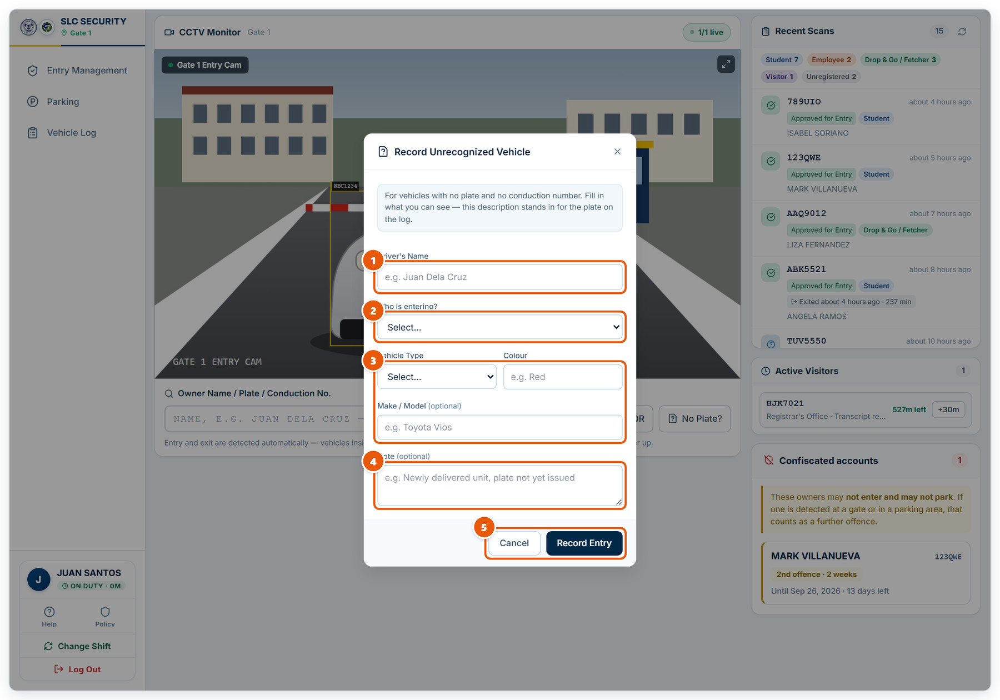 SLC SECURITY
Gate 1
Entry Management
Parking
Vehicle Log
JUAN SANTOS
J
ON DUTY · 0M
Help
Policy
Change Shift
Log Out
CCTV Monitor Gate 1
1/1 live
Gate 1 Entry Cam
NBC1234
GATE 1 ENTRY CAM
Owner Name / Plate / Conduction No.
NAME, E.G. JUAN DELA CRUZ —
QR
No Plate?
Entry and exit are detected automatically — vehicles insi
r up.
Record Unrecognized Vehicle
For vehicles with no plate and no conduction number. Fill in
what you can see — this description stands in for the plate on
the log.
1
river's Name
e.g. Juan Dela Cruz
2
ho is entering?
Select...
3
ehicle Type
Colour
Select...
e.g. Red
Make / Model (optional)
e.g. Toyota Vios
4
ote (optional)
e.g. Newly delivered unit, plate not yet issued
5
Cancel
Record Entry
Recent Scans
15
Student 7
Employee 2
Drop & Go / Fetcher 3
Visitor 1
Unregistered 2
789UIO
about 4 hours ago
Approved for Entry
Student
ISABEL SORIANO
123QWE
about 5 hours ago
Approved for Entry
Student
MARK VILLANUEVA
AAQ9012
about 7 hours ago
Approved for Entry
Drop & Go / Fetcher
LIZA FERNANDEZ
ABK5521
about 8 hours ago
Approved for Entry
Student
Exited about 4 hours ago · 237 min
ANGELA RAMOS
TUV5550
about 10 hours ago
Active Visitors
1
HJK7021
Registrar's Office · Transcript re...
527m left
+30m
Confiscated accounts
1
These owners may not enter and may not park. If
one is detected at a gate or in a parking area, that
counts as a further offence.
MARK VILLANUEVA
123QWE
2nd offence · 2 weeks
Until Sep 26, 2026 · 13 days left